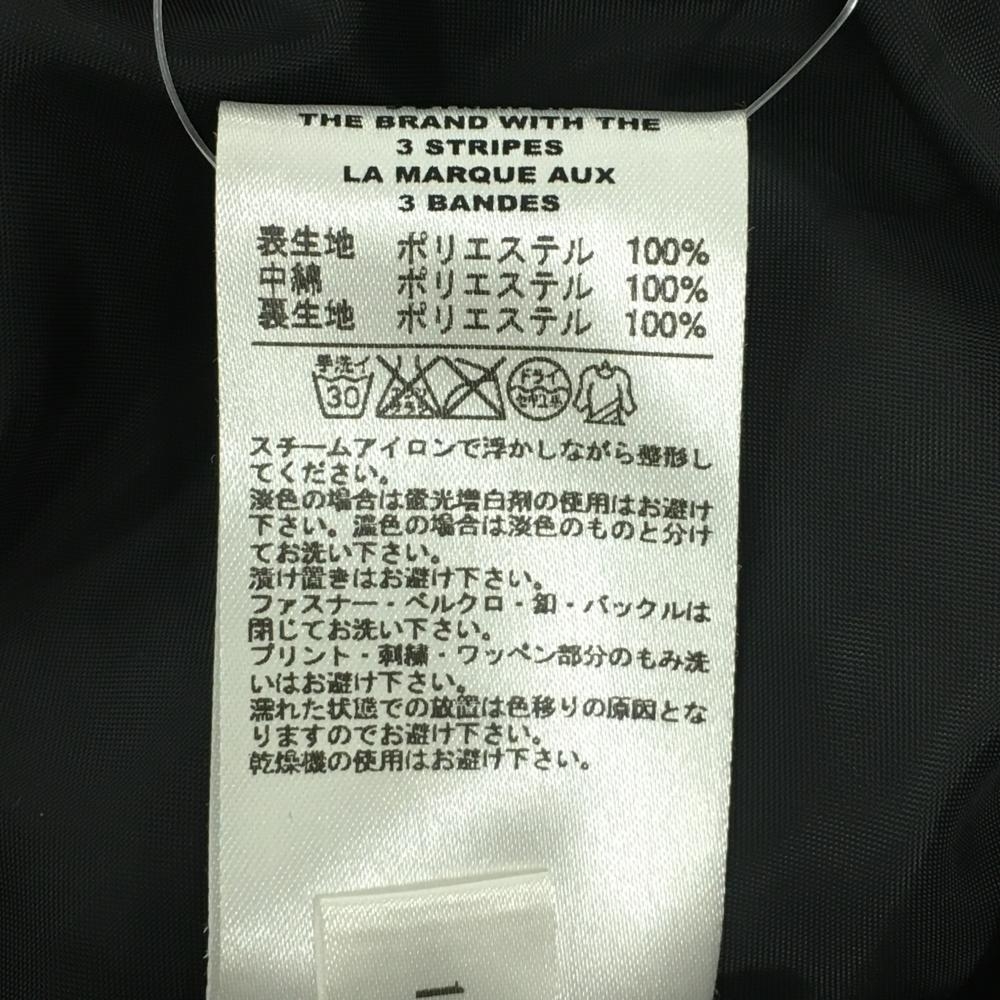 THE BRAND WITH THE
3 STRIPES
LA MARQUE AUX
3 BANDES
表生地 ポリエステル 100%
中綿 ポリエステル 100%
裏生地 ポリエステル 100%
手洗イ 30 ドライ
スチームアイロンで浮かしながら整形し
てください。
淡色の場合は螢光増白剤の使用はお避け
下さい。濃色の場合は淡色のものと分け
てお洗い下さい。
漬け置きはお避け下さい。
ファスナー・ベルクロ・釦・バックルは
閉じてお洗い下さい。
プリント・刺繍・ワッペン部分のもみ洗
いはお避け下さい。
濡れた状態での放置は色移りの原因とな
りますのでお避け下さい。
乾燥機の使用はお避け下さい。